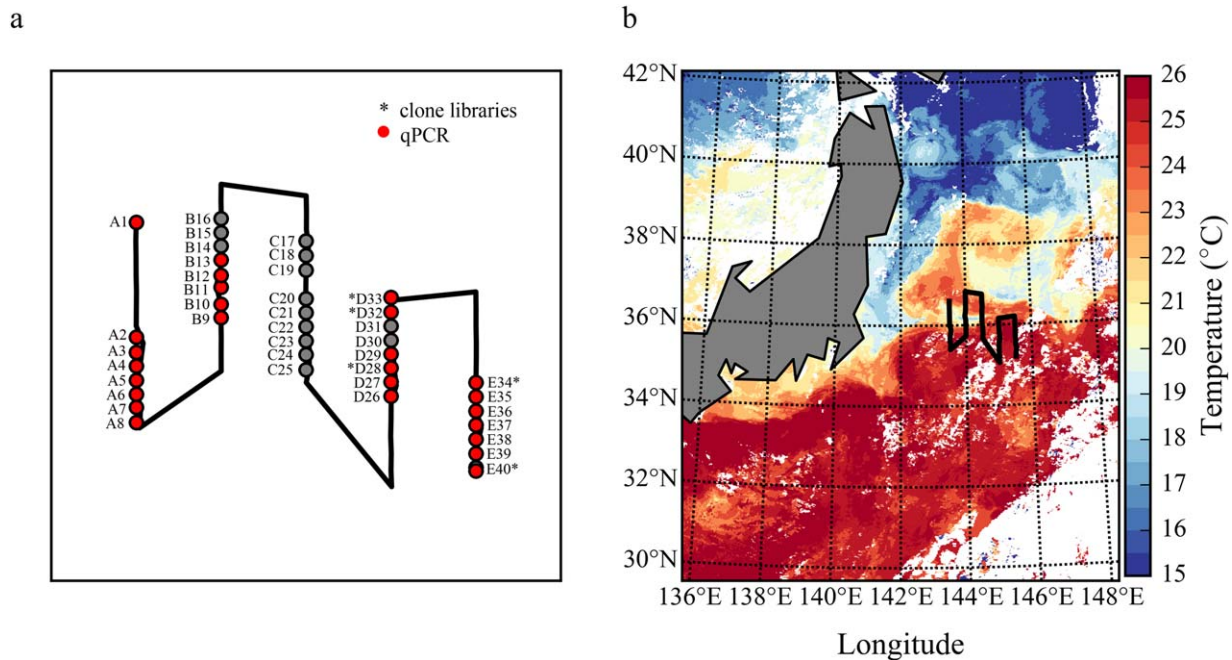 a
* clone libraries
qPCR
A1
A2
A3
A4
A5
A6
A7
A8
B16
B15
B14
B13
B12
B11
B10
B9
C17
C18
C19
C20
C21
C22
C23
C24
C25
*D33
*D32
D31
D30
D29
*D28
D27
D26
E34*
E35
E36
E37
E38
E39
E40*
b
42°N
40°N
38°N
36°N
34°N
32°N
30°N
136°E 138°E 140°E 142°E 144°E 146°E 148°E
Longitude
26
25
24
23
22
21
20
19
18
17
16
15
Temperature (°C)